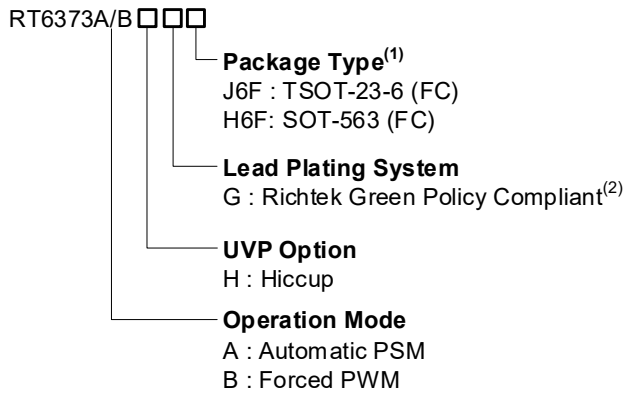 RT6373A/B□□□
Package Type(1)
J6F : TSOT-23-6 (FC)
H6F: SOT-563 (FC)
Lead Plating System
G : Richtek Green Policy Compliant(2)
UVP Option
H : Hiccup
Operation Mode
A : Automatic PSM
B : Forced PWM